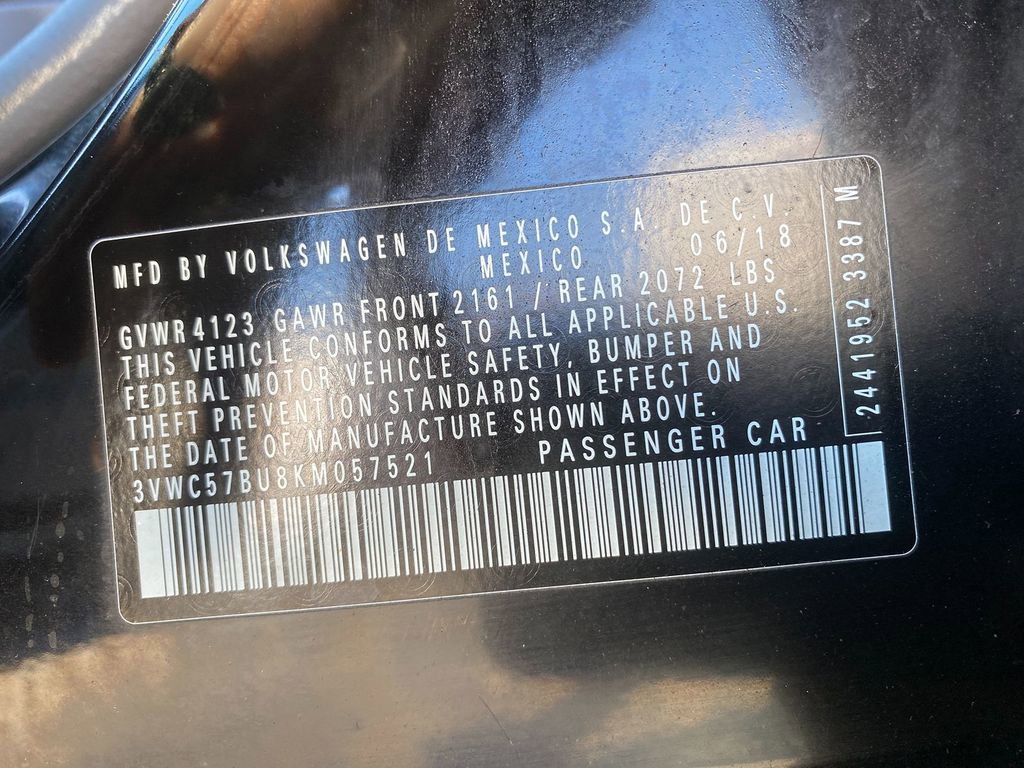 MFD BY VOLKSWAGEN DE MEXICO S.A. DE C.V.
MEXICO 06/18
GVWR 4123 GAWR FRONT 2161 / REAR 2072 LBS
THIS VEHICLE CONFORMS TO ALL APPLICABLE U.S.
FEDERAL MOTOR VEHICLE SAFETY, BUMPER AND
THEFT PREVENTION STANDARDS IN EFFECT ON
THE DATE OF MANUFACTURE SHOWN ABOVE.
3VWC57BU8KM057521 PASSENGER CAR
2441952 3387 M